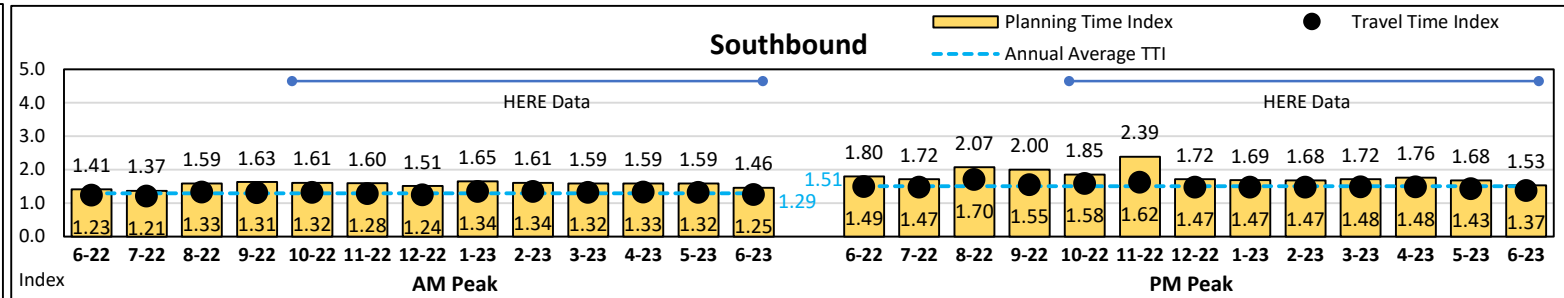 Southbound
Planning Time Index
Travel Time Index
Annual Average TTI
5.0
4.0
3.0
2.0
1.0
0.0
HERE Data
HERE Data
1.41 1.37 1.59 1.63 1.61 1.60 1.51 1.65 1.61 1.59 1.59 1.59 1.46
1.80 1.72 2.07 2.00 1.85 2.39 1.72 1.69 1.68 1.72 1.76 1.68 1.53
1.51
1.29
1.23 1.21 1.33 1.31 1.32 1.28 1.24 1.34 1.34 1.32 1.33 1.32 1.25
1.49 1.47 1.70 1.55 1.58 1.62 1.47 1.47 1.47 1.48 1.48 1.43 1.37
6-22 7-22 8-22 9-22 10-22 11-22 12-22 1-23 2-23 3-23 4-23 5-23 6-23
6-22 7-22 8-22 9-22 10-22 11-22 12-22 1-23 2-23 3-23 4-23 5-23 6-23
Index
AM Peak
PM Peak